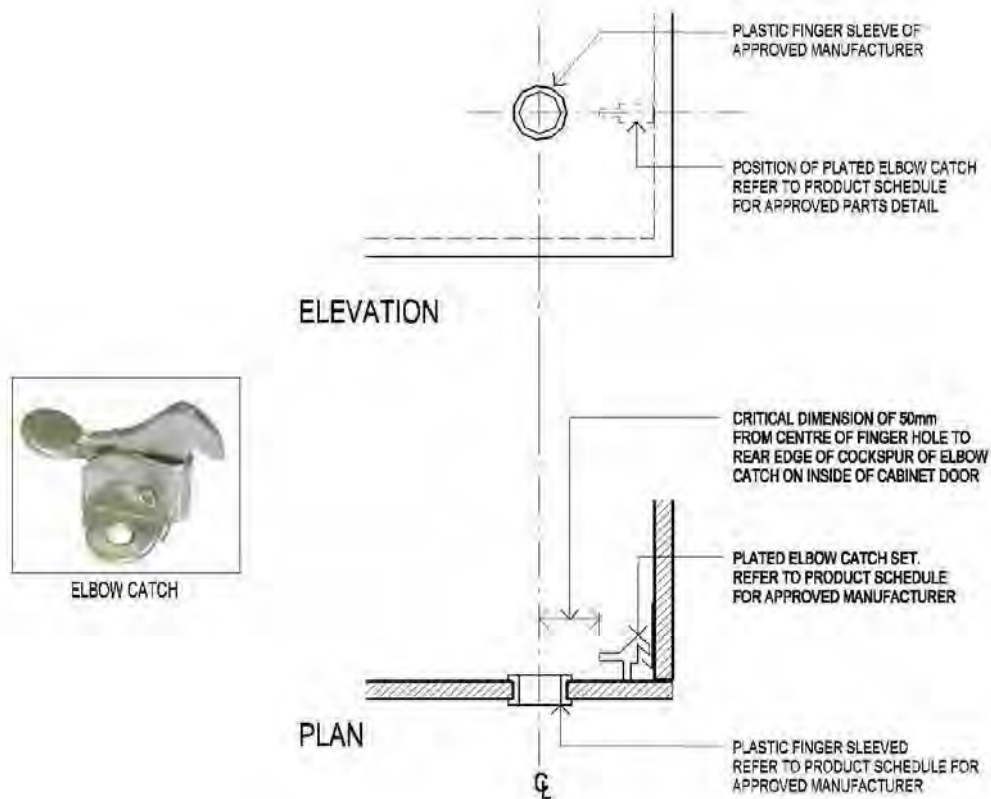 PLASTIC FINGER SLEEVE OF
APPROVED MANUFACTURER
POSITION OF PLATED ELBOW CATCH
REFER TO PRODUCT SCHEDULE
FOR APPROVED PARTS DETAIL
ELEVATION
CRITICAL DIMENSION OF 50mm
FROM CENTRE OF FINGER HOLE TO
REAR EDGE OF COCKSPUR OF ELBOW
CATCH ON INSIDE OF CABINET DOOR
PLATED ELBOW CATCH SET.
REFER TO PRODUCT SCHEDULE
FOR APPROVED MANUFACTURER
ELBOW CATCH
PLAN
PLASTIC FINGER SLEEVED
REFER TO PRODUCT SCHEDULE FOR
APPROVED MANUFACTURER
℄